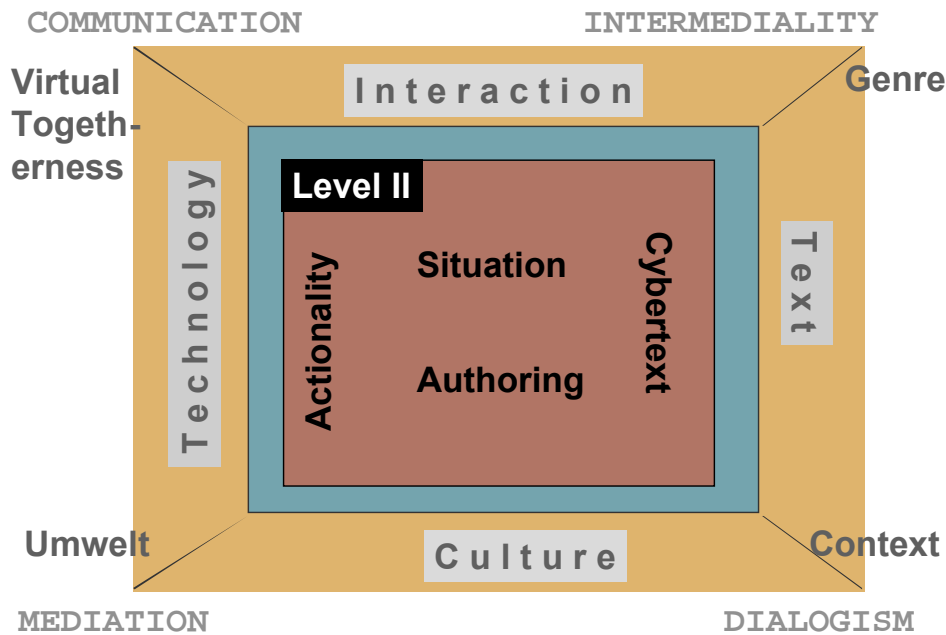 COMMUNICATION
INTERMEDIALITY
Virtual
Togeth-
erness
Interaction
Genre
Technology
Level II
Actionality
Situation
Cybertext
Text
Authoring
Umwelt
Culture
Context
MEDIATION
DIALOGISM